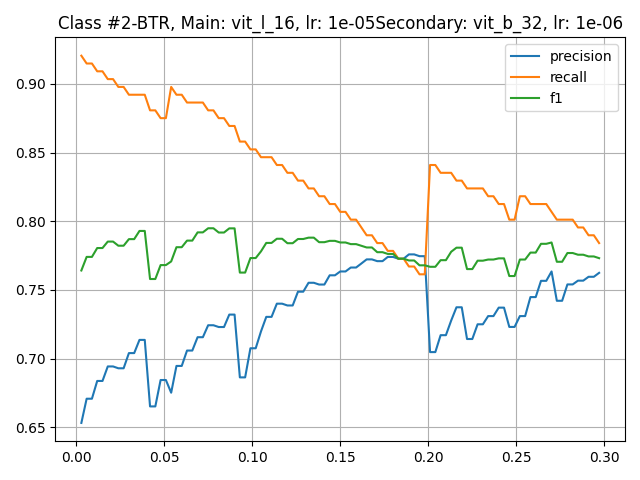 Class #2-BTR, Main: vit_l_16, lr: 1e-05Secondary: vit_b_32, lr: 1e-06
precision
recall
f1
0.90
0.85
0.80
0.75
0.70
0.65
0.00 0.05 0.10 0.15 0.20 0.25 0.30